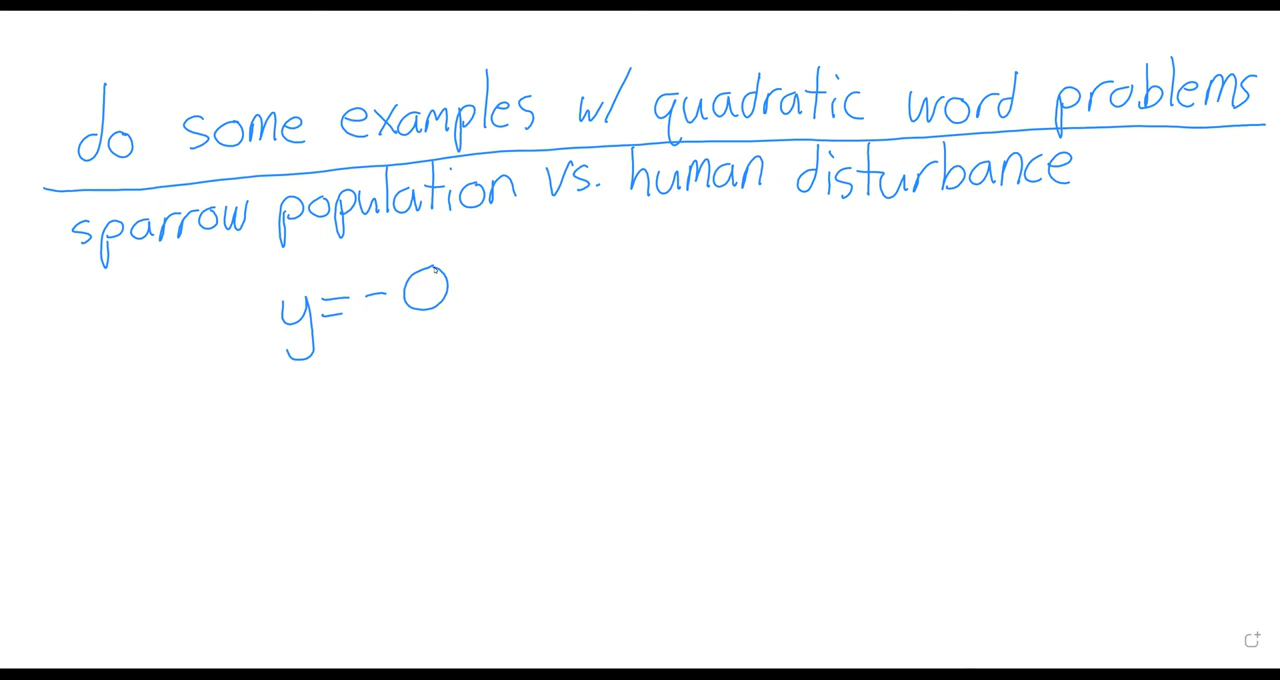 do some examples w/ quadratic word problems
sparrow population vs. human disturbance
y = - 0